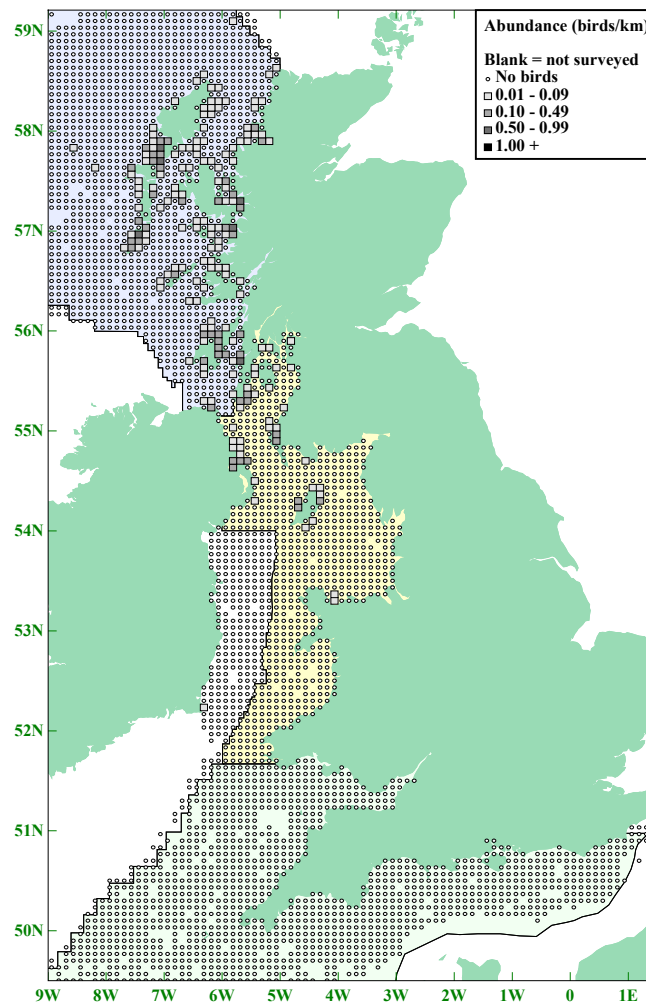 Abundance (birds/km)
Blank = not surveyed
No birds
0.01 - 0.09
0.10 - 0.49
0.50 - 0.99
1.00 +
59N
58N
57N
56N
55N
54N
53N
52N
51N
50N
9W 8W 7W 6W 5W 4W 3W 2W 1W 0 1E